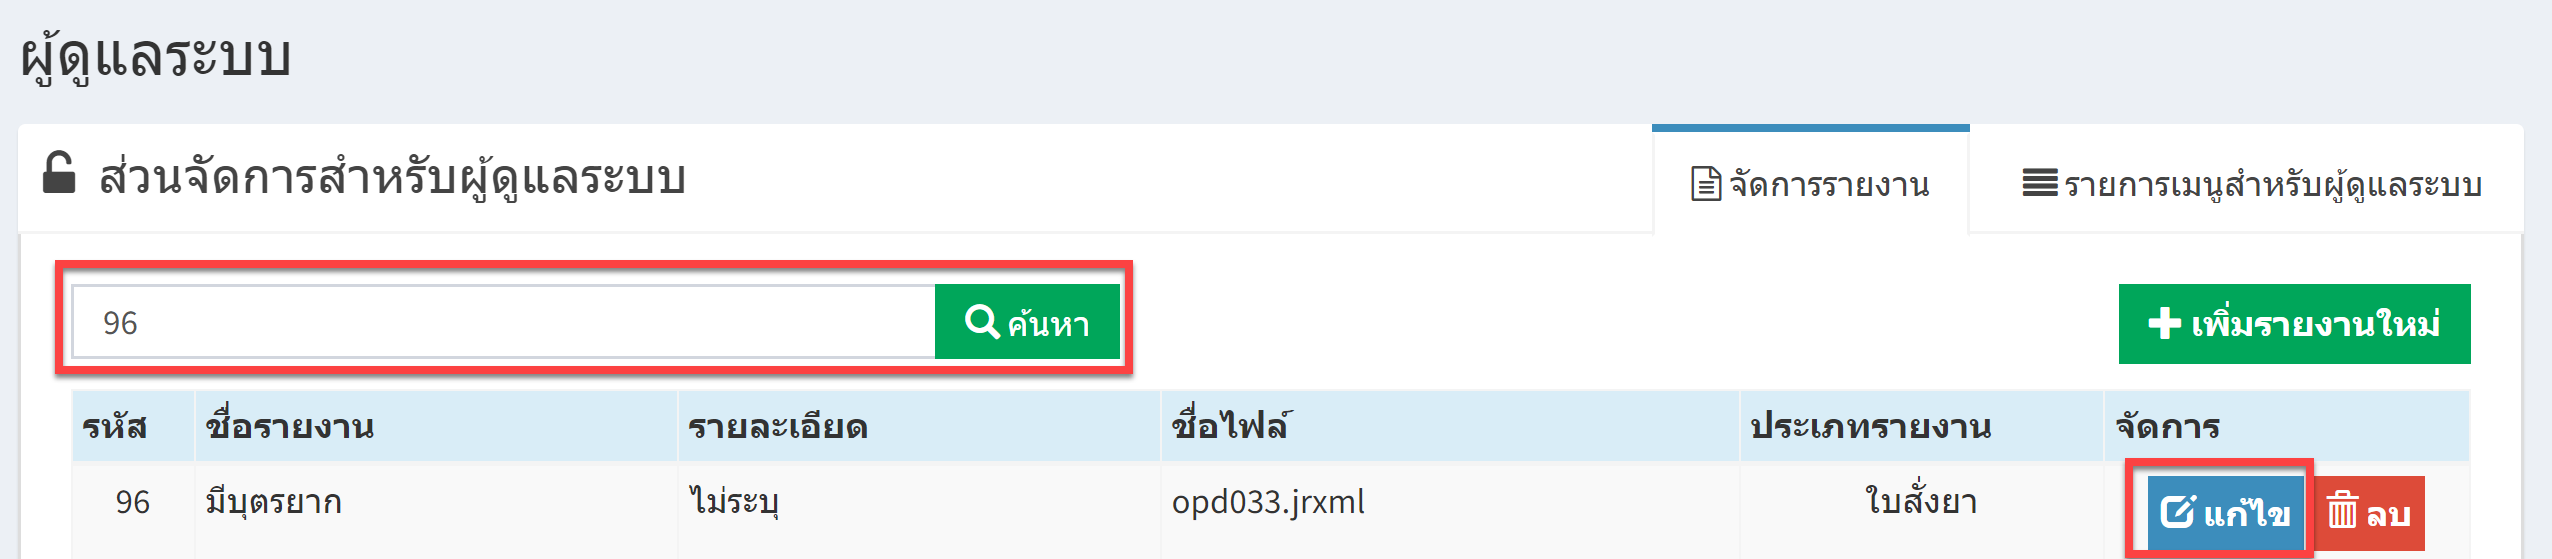 ผู้ดูแลระบบ
ส่วนจัดการสำหรับผู้ดูแลระบบ
จัดการรายงาน
รายการเมนูสำหรับผู้ดูแลระบบ
96
ค้นหา
เพิ่มรายงานใหม่
รหัส ชื่อรายงาน รายละเอียด ชื่อไฟล์ ประเภทรายงาน จัดการ
96 มีบุตรยาก ไม่ระบุ opd033.jrxml ใบสั่งยา แก้ไข ลบ